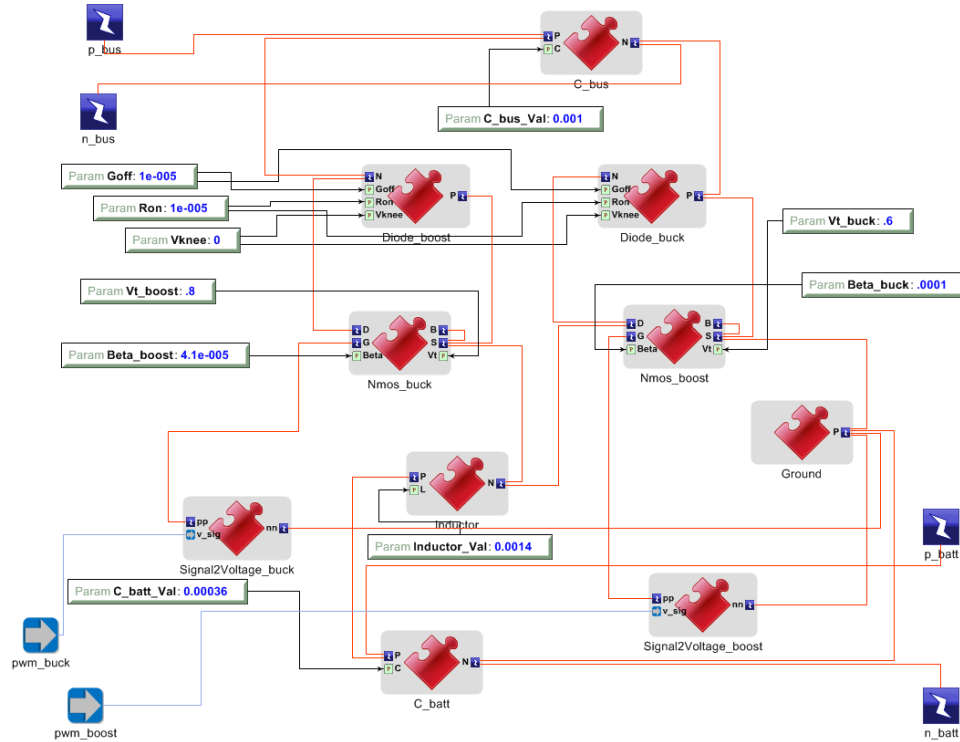 p_bus
P
C
N
C_bus
n_bus
Param C_bus_Val: 0.001
Param Goff: 1e-005
Param Ron: 1e-005
Param Vknee: 0
N
Goff
Ron
Vknee
P
Diode_boost
N
Goff
Ron
Vknee
P
Diode_buck
Param Vt_buck: .6
Param Vt_boost: .8
Param Beta_buck: .0001
Param Beta_boost: 4.1e-005
D
G
Beta
B
S
Vt
Nmos_buck
D
G
Beta
B
S
Vt
Nmos_boost
P
Ground
P
L
N
Inductor
Param Inductor_Val: 0.0014
pp
v_sig
nn
Signal2Voltage_buck
p_batt
Param C_batt_Val: 0.00036
pp
v_sig
nn
Signal2Voltage_boost
pwm_buck
P
C
N
C_batt
pwm_boost
n_batt